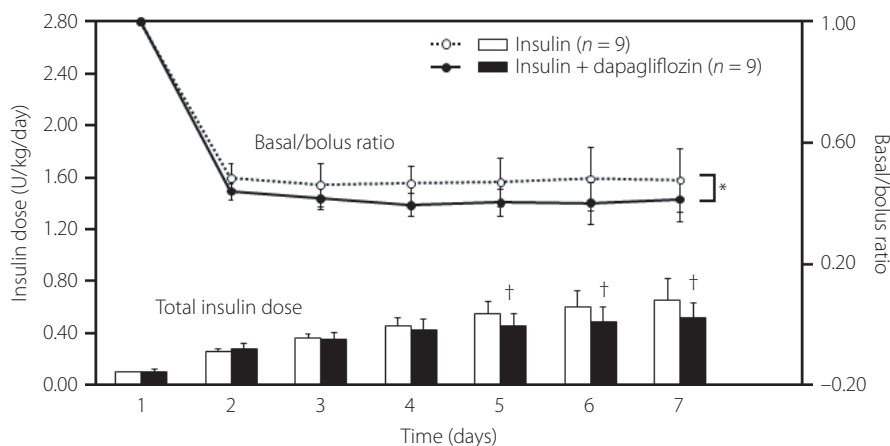 2.80
2.40
2.00
1.60
1.20
0.80
0.40
0.00
Insulin dose (U/kg/day)
Insulin (n = 9)
Insulin + dapagliflozin (n = 9)
Basal/bolus ratio
*
Total insulin dose
† † †
1.00
0.60
0.20
−0.20
Basal/bolus ratio
1 2 3 4 5 6 7
Time (days)